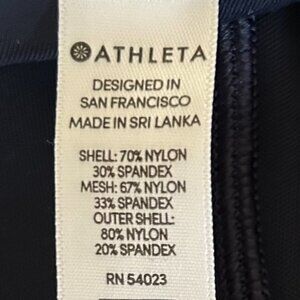 ATHLETA
DESIGNED IN
SAN FRANCISCO
MADE IN SRI LANKA
SHELL: 70% NYLON
30% SPANDEX
MESH: 67% NYLON
33% SPANDEX
OUTER SHELL:
80% NYLON
20% SPANDEX
RN 54023